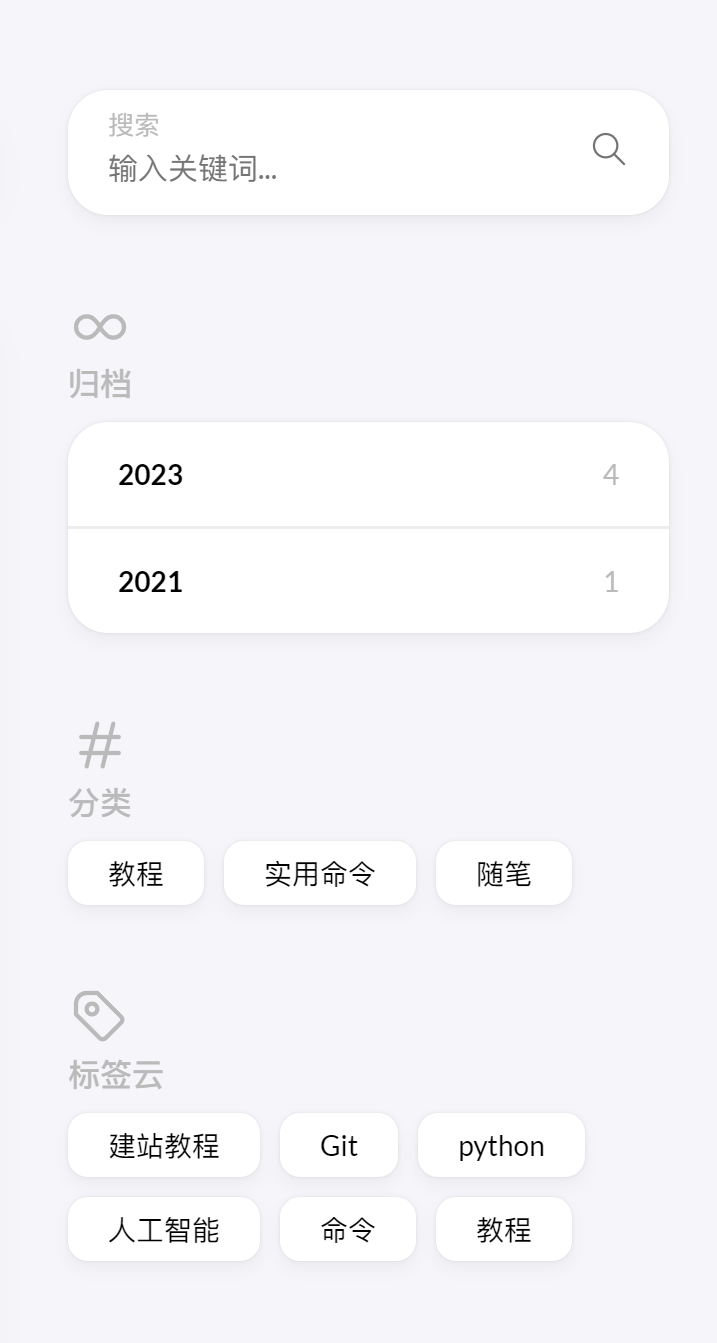 搜索
输入关键词...
归档
2023 4
2021 1
分类
教程 实用命令 随笔
标签云
建站教程 Git python
人工智能 命令 教程